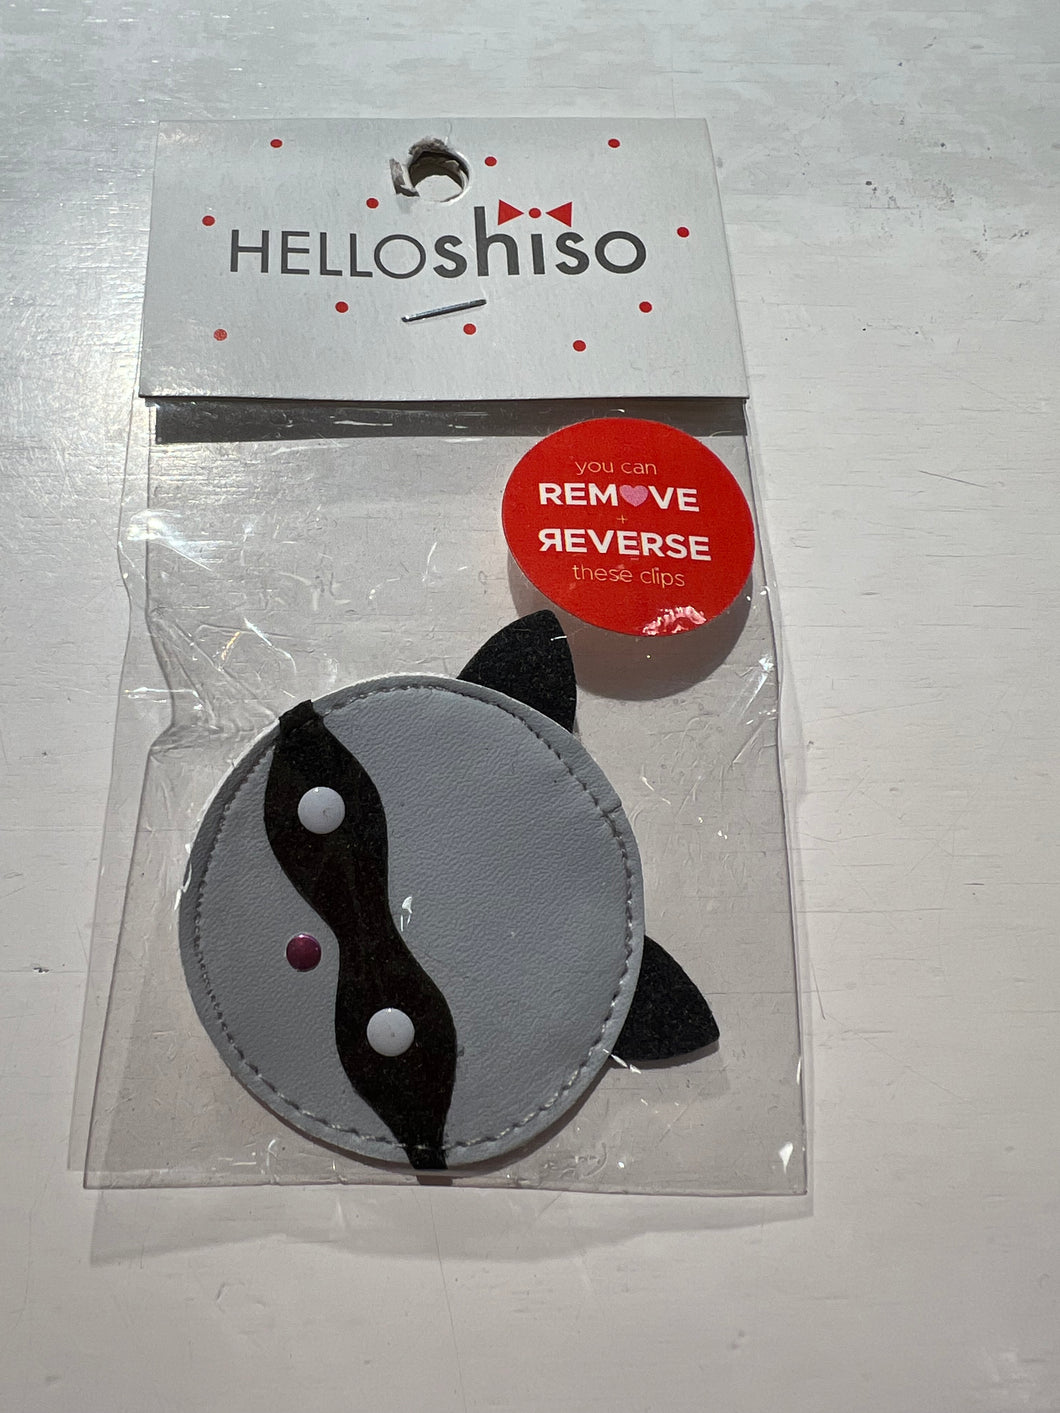 HELLOshiso
you can
REMOVE
+
REVERSE
these clips